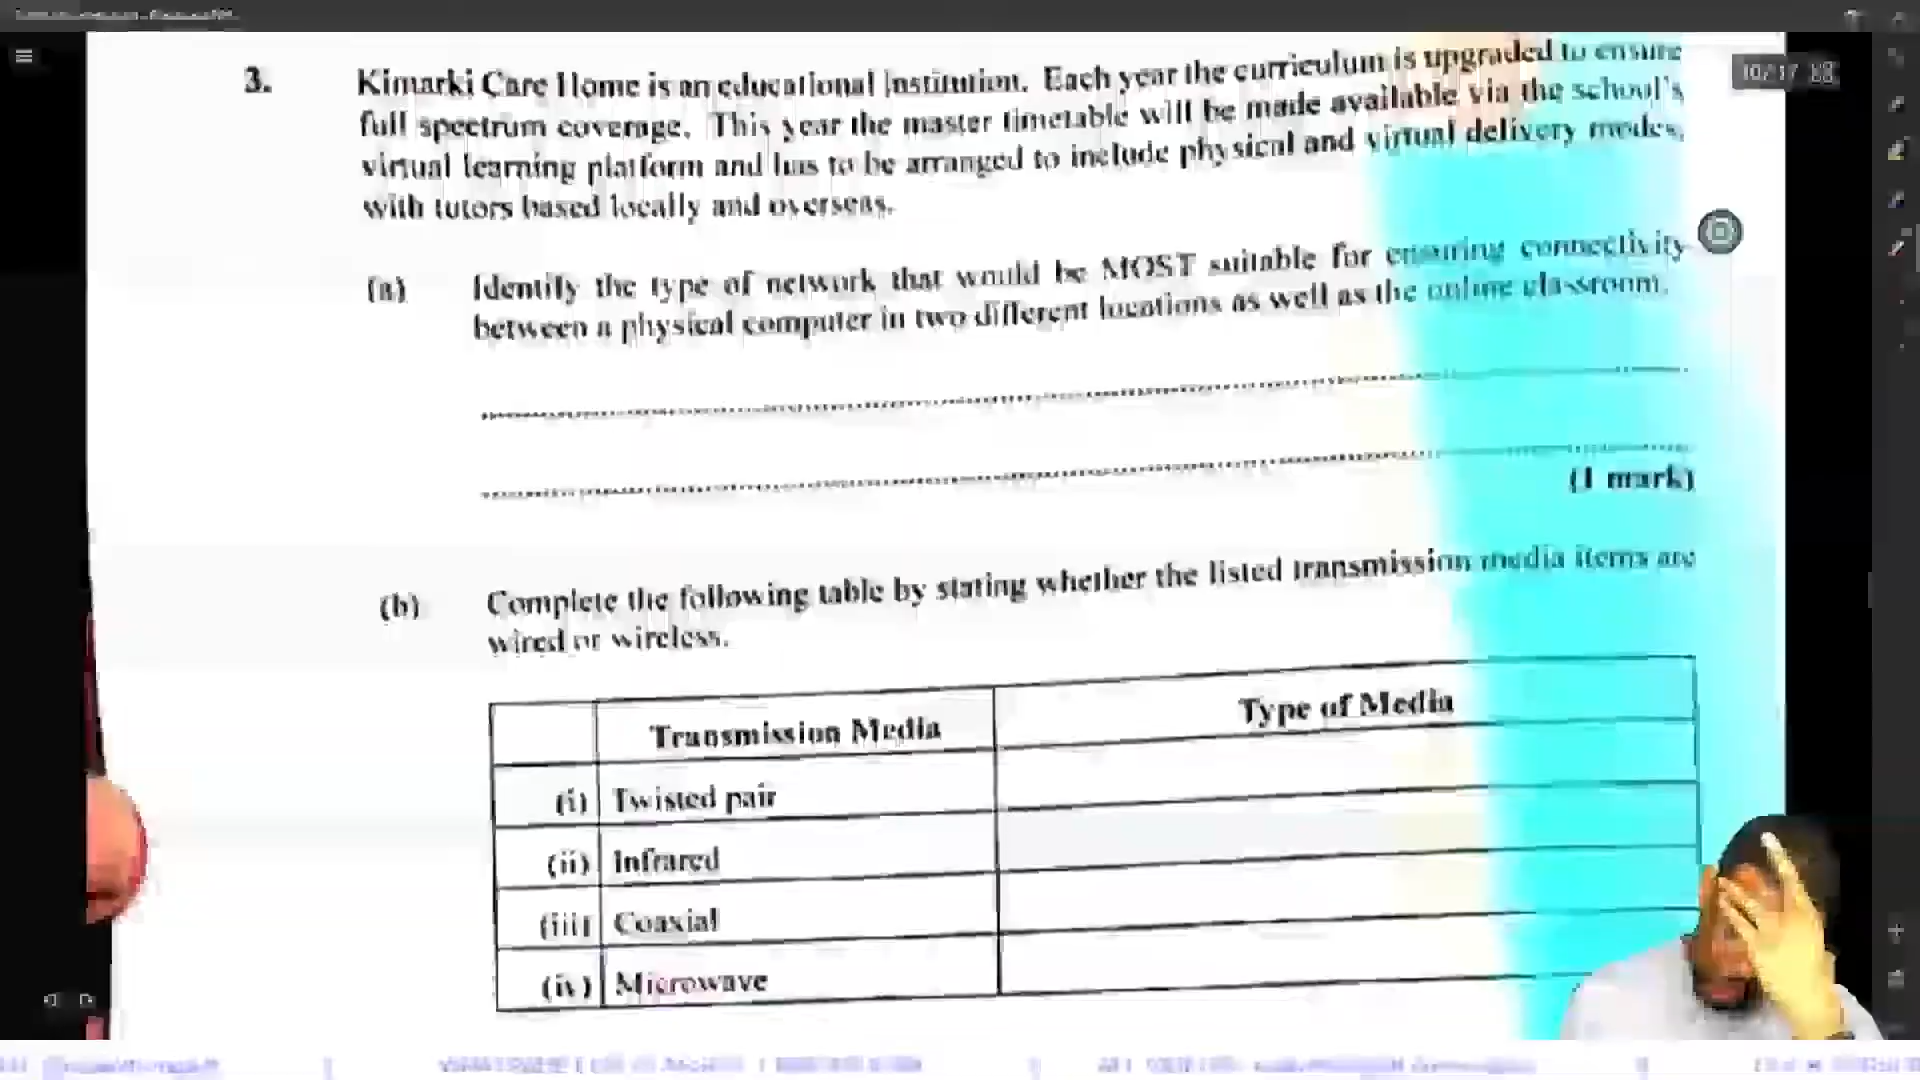 3. Kimarki Care Home is an educational institution. Each year the curriculum is upgraded to ensure
full spectrum coverage. This year the master timetable will be made available via the school's
virtual learning platform and has to be arranged to include physical and virtual delivery modes,
with tutors based locally and overseas.
(a) Identify the type of network that would be MOST suitable for ensuring connectivity
between a physical computer in two different locations as well as the online classroom.
(1 mark)
(b) Complete the following table by stating whether the listed transmission media items are
wired or wireless.
Transmission Media Type of Media
(i) Twisted pair
(ii) Infrared
(iii) Coaxial
(iv) Microwave